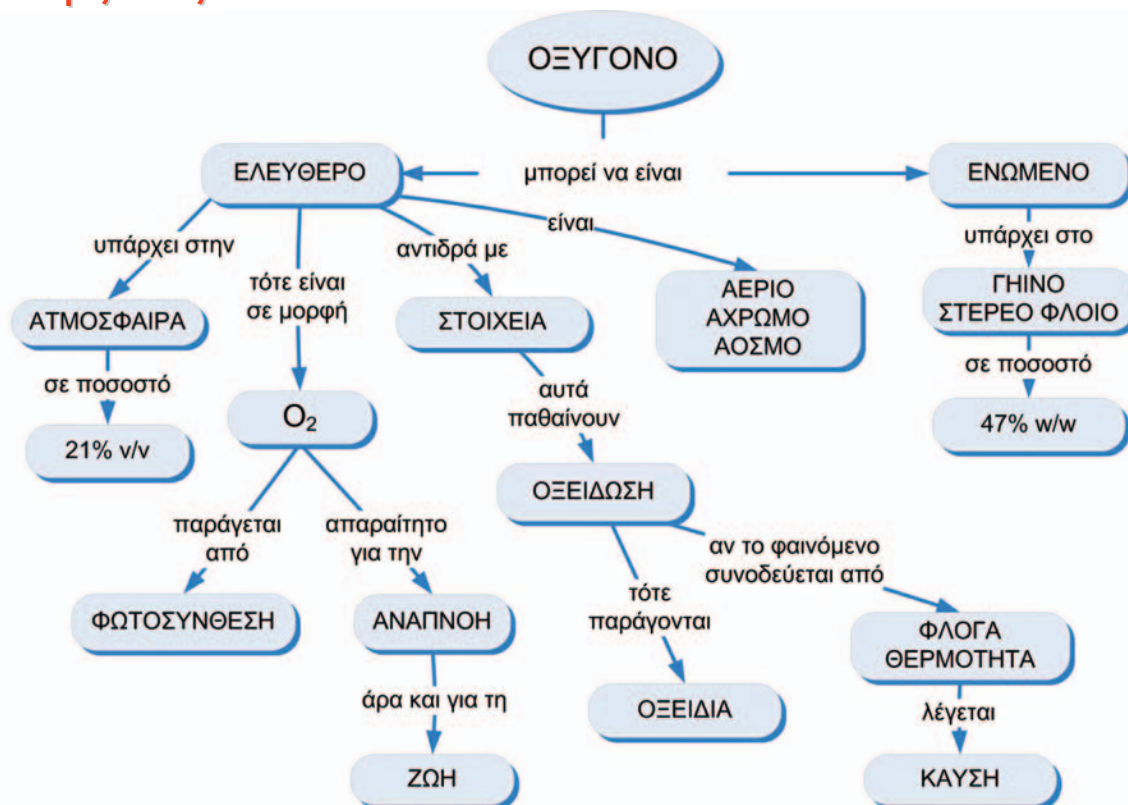 ΟΞΥΓΟΝΟ
μπορεί να είναι
ΕΛΕΥΘΕΡΟ
ΕΝΩΜΕΝΟ
υπάρχει στην
τότε είναι
σε μορφή
αντιδρά με
είναι
υπάρχει στο
ΑΤΜΟΣΦΑΙΡΑ
ΣΤΟΙΧΕΙΑ
ΑΕΡΙΟ
ΑΧΡΩΜΟ
ΑΟΣΜΟ
ΓΗΙΝΟ
ΣΤΕΡΕΟ ΦΛΟΙΟ
σε ποσοστό
O₂
αυτά
παθαίνουν
σε ποσοστό
21% v/v
47% w/w
ΟΞΕΙΔΩΣΗ
παράγεται
από
απαραίτητο
για την
τότε
παράγονται
αν το φαινόμενο
συνοδεύεται από
ΦΩΤΟΣΥΝΘΕΣΗ
ΑΝΑΠΝΟΗ
ΦΛΟΓΑ
ΘΕΡΜΟΤΗΤΑ
άρα και για τη
ΟΞΕΙΔΙΑ
λέγεται
ΖΩΗ
ΚΑΥΣΗ